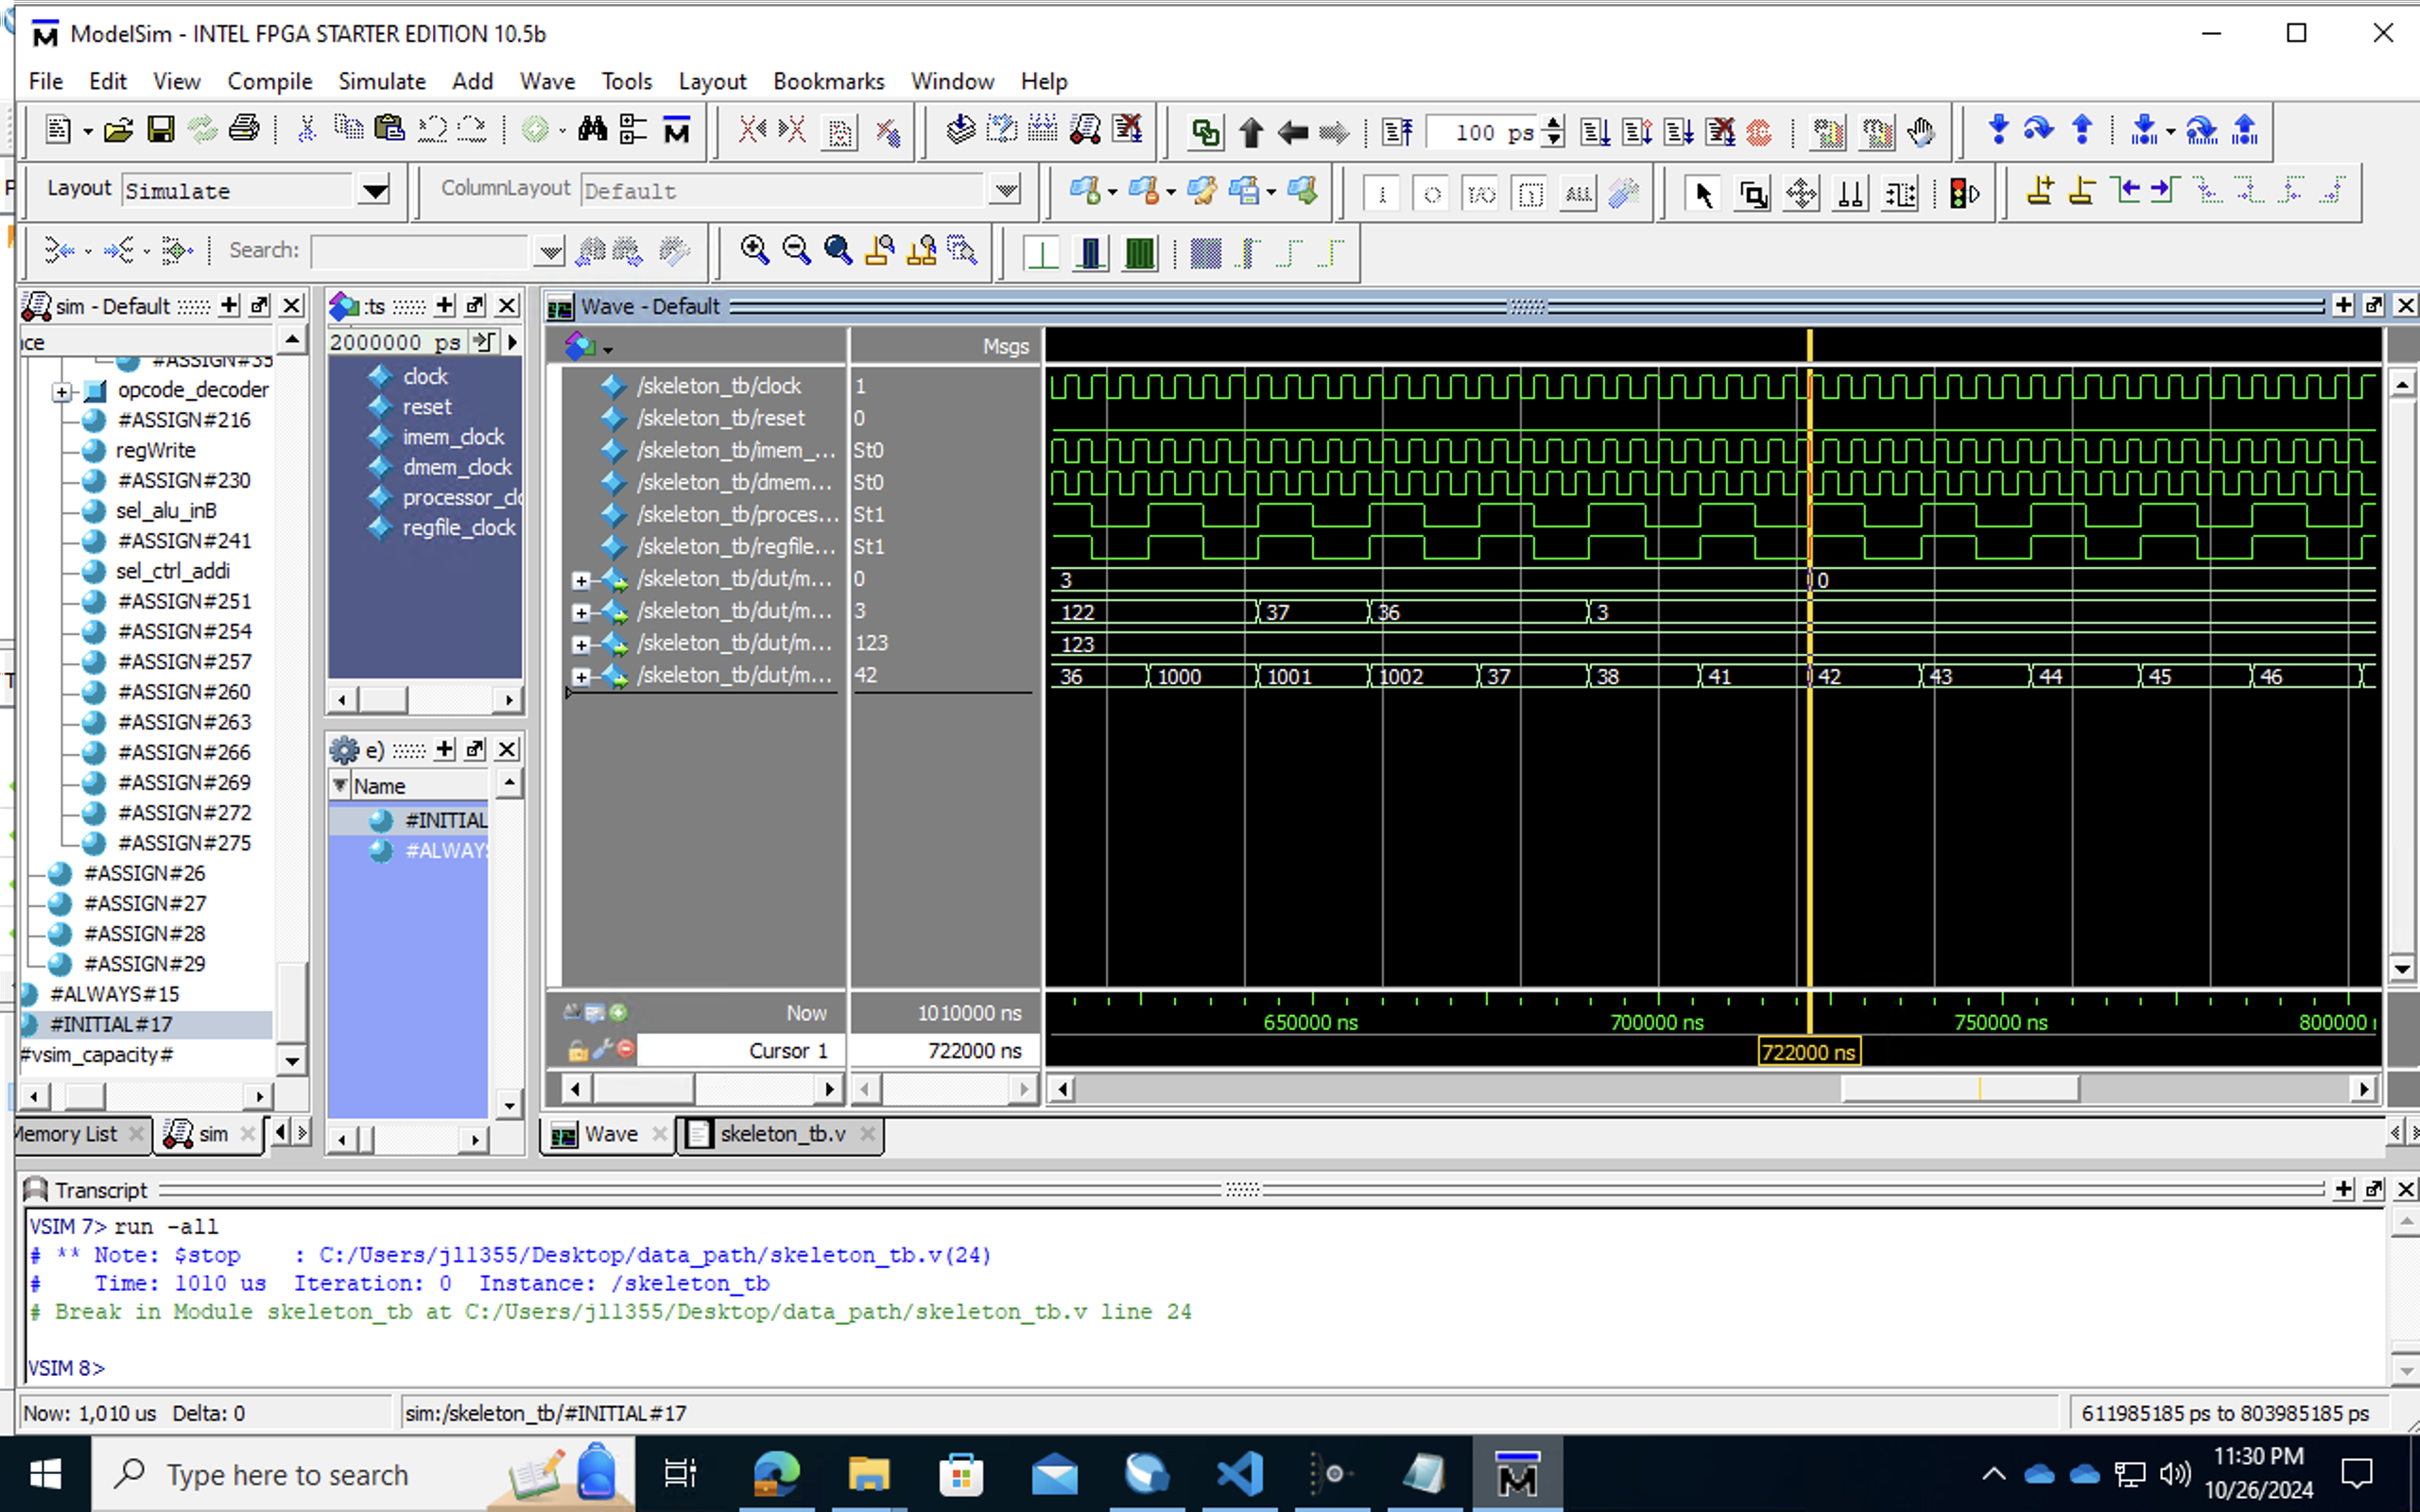 ModelSim - INTEL FPGA STARTER EDITION 10.5b
File Edit View Compile Simulate Add Wave Tools Layout Bookmarks Window Help
100 ps
Layout Simulate ColumnLayout Default
Search:
sim - Default
ice
#ASSIGN#35
opcode_decoder
#ASSIGN#216
regWrite
#ASSIGN#230
sel_alu_inB
#ASSIGN#241
sel_ctrl_addi
#ASSIGN#251
#ASSIGN#254
#ASSIGN#257
#ASSIGN#260
#ASSIGN#263
#ASSIGN#266
#ASSIGN#269
#ASSIGN#272
#ASSIGN#275
#ASSIGN#26
#ASSIGN#27
#ASSIGN#28
#ASSIGN#29
#ALWAYS#15
#INITIAL#17
#vsim_capacity#
Memory List sim
:ts
2000000 ps
clock
reset
imem_clock
dmem_clock
processor_clo
regfile_clock
e)
Name
#INITIAL
#ALWAYS
Wave - Default
Msgs
/skeleton_tb/clock 1
/skeleton_tb/reset 0
/skeleton_tb/imem_... St0
/skeleton_tb/dmem... St0
/skeleton_tb/proces... St1
/skeleton_tb/regfile... St1
/skeleton_tb/dut/m... 0 3 0
/skeleton_tb/dut/m... 3 122 37 36 3
/skeleton_tb/dut/m... 123 123
/skeleton_tb/dut/m... 42 36 1000 1001 1002 37 38 41 42 43 44 45 46
Now 1010000 ns 650000 ns 700000 ns 750000 ns 800000
Cursor 1 722000 ns 722000 ns
Wave skeleton_tb.v
Transcript
VSIM 7> run -all
# ** Note: $stop    : C:/Users/jll355/Desktop/data_path/skeleton_tb.v(24)
#    Time: 1010 us  Iteration: 0  Instance: /skeleton_tb
# Break in Module skeleton_tb at C:/Users/jll355/Desktop/data_path/skeleton_tb.v line 24
VSIM 8>
Now: 1,010 us Delta: 0 sim:/skeleton_tb/#INITIAL#17 611985185 ps to 803985185 ps
Type here to search
11:30 PM
10/26/2024